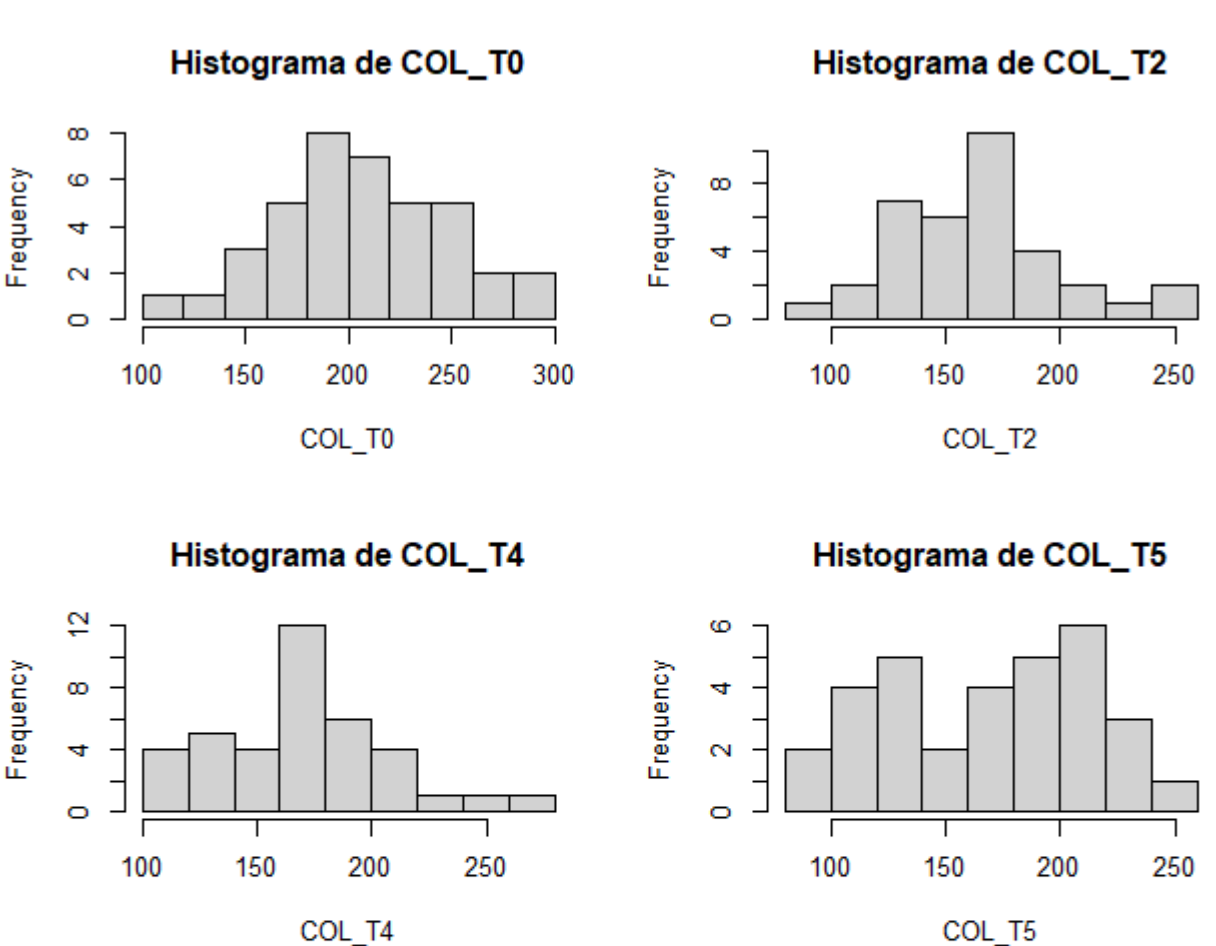 Histograma de COL_T0
Frequency
8
6
4
2
0
100 150 200 250 300
COL_T0
Histograma de COL_T2
Frequency
8
4
0
100 150 200 250
COL_T2
Histograma de COL_T4
Frequency
12
8
4
0
100 150 200 250
COL_T4
Histograma de COL_T5
Frequency
6
4
2
0
100 150 200 250
COL_T5